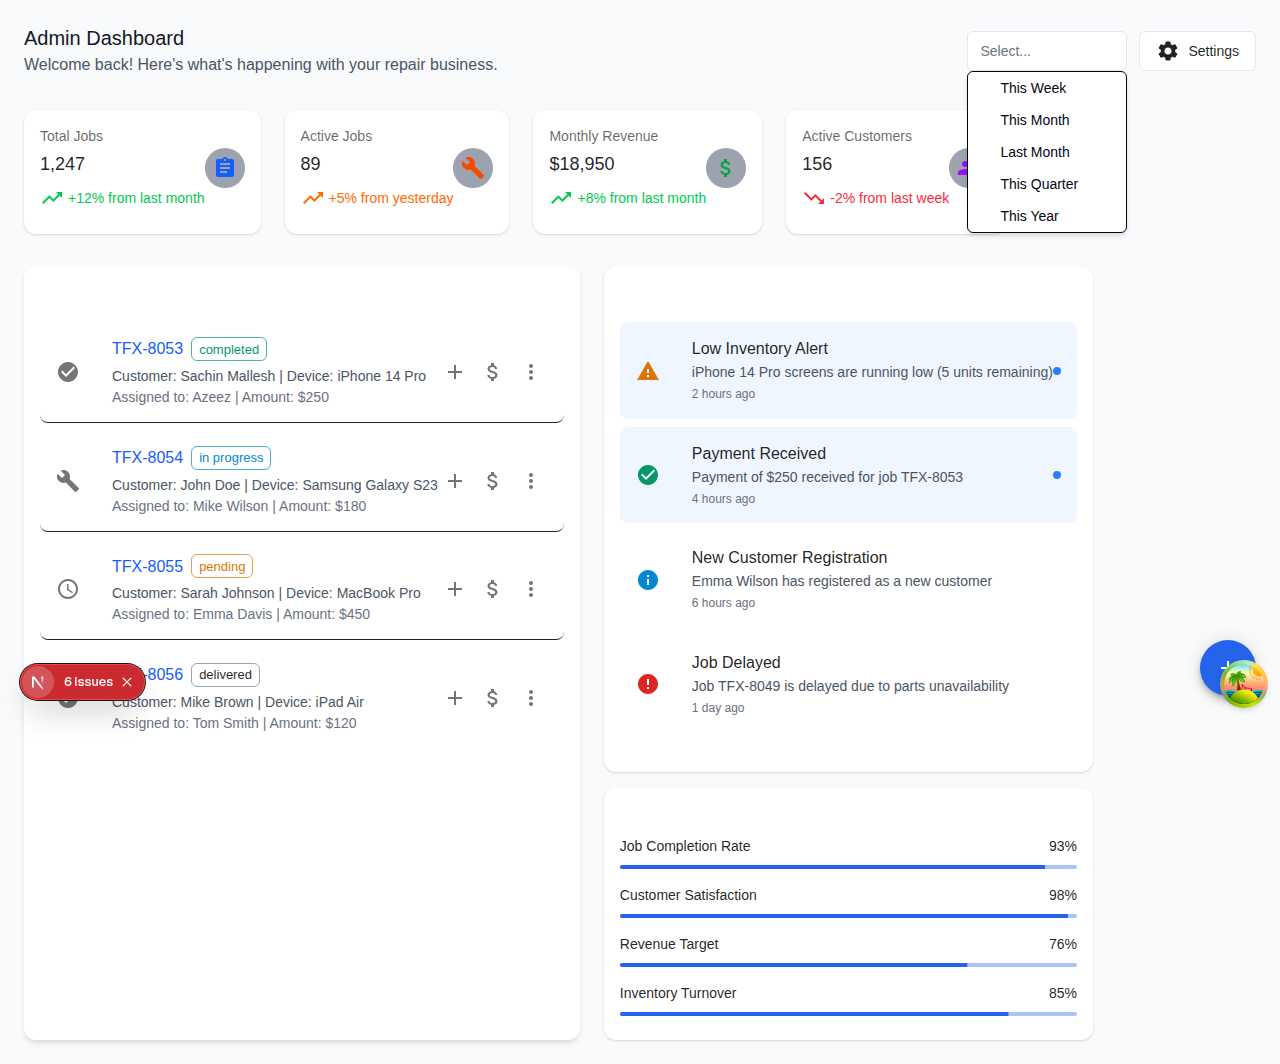 Admin Dashboard
Welcome back! Here's what's happening with your repair business.
Select...
Settings
This Week
This Month
Last Month
This Quarter
This Year
Total Jobs
1,247
+12% from last month
Active Jobs
89
+5% from yesterday
Monthly Revenue
$18,950
+8% from last month
Active Customers
156
-2% from last week
TFX-8053 completed
Customer: Sachin Mallesh | Device: iPhone 14 Pro
Assigned to: Azeez | Amount: $250
TFX-8054 in progress
Customer: John Doe | Device: Samsung Galaxy S23
Assigned to: Mike Wilson | Amount: $180
TFX-8055 pending
Customer: Sarah Johnson | Device: MacBook Pro
Assigned to: Emma Davis | Amount: $450
-8056 delivered
Customer: Mike Brown | Device: iPad Air
Assigned to: Tom Smith | Amount: $120
6 Issues
Low Inventory Alert
iPhone 14 Pro screens are running low (5 units remaining)
2 hours ago
Payment Received
Payment of $250 received for job TFX-8053
4 hours ago
New Customer Registration
Emma Wilson has registered as a new customer
6 hours ago
Job Delayed
Job TFX-8049 is delayed due to parts unavailability
1 day ago
Job Completion Rate 93%
Customer Satisfaction 98%
Revenue Target 76%
Inventory Turnover 85%